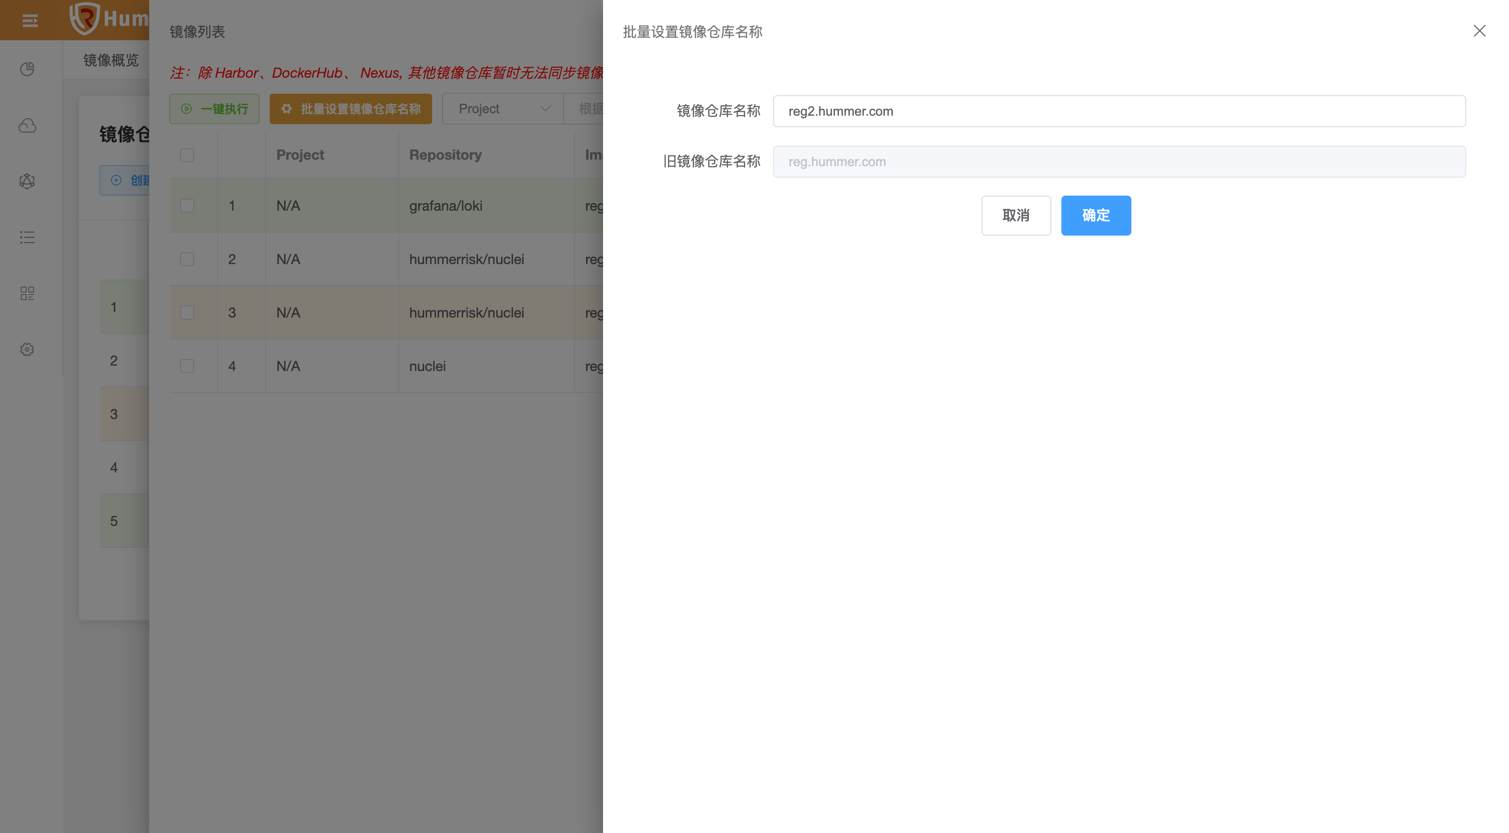 Hum
镜像列表
批量设置镜像仓库名称
镜像概览
注：除 Harbor、DockerHub、 Nexus, 其他镜像仓库暂时无法同步镜像
一键执行
批量设置镜像仓库名称
Project
根据
镜像仓库名称
reg2.hummer.com
旧镜像仓库名称
reg.hummer.com
取消
确定
镜像仓
创建
Project
Repository
Ima
1
N/A
grafana/loki
reg
2
N/A
hummerrisk/nuclei
reg
3
N/A
hummerrisk/nuclei
reg
4
N/A
nuclei
reg
1
2
3
4
5